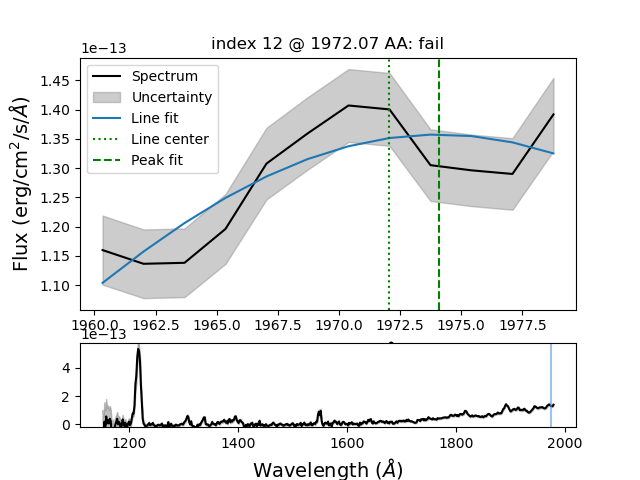 index 12 @ 1972.07 AA: fail
1e−13
Spectrum
Uncertainty
Line fit
Line center
Peak fit
1.45
1.40
1.35
1.30
1.25
1.20
1.15
1.10
Flux (erg/cm²/s/Å)
1960.0 1962.5 1965.0 1967.5 1970.0 1972.5 1975.0 1977.5
1e−13
4
2
0
1200 1400 1600 1800 2000
Wavelength (Å)